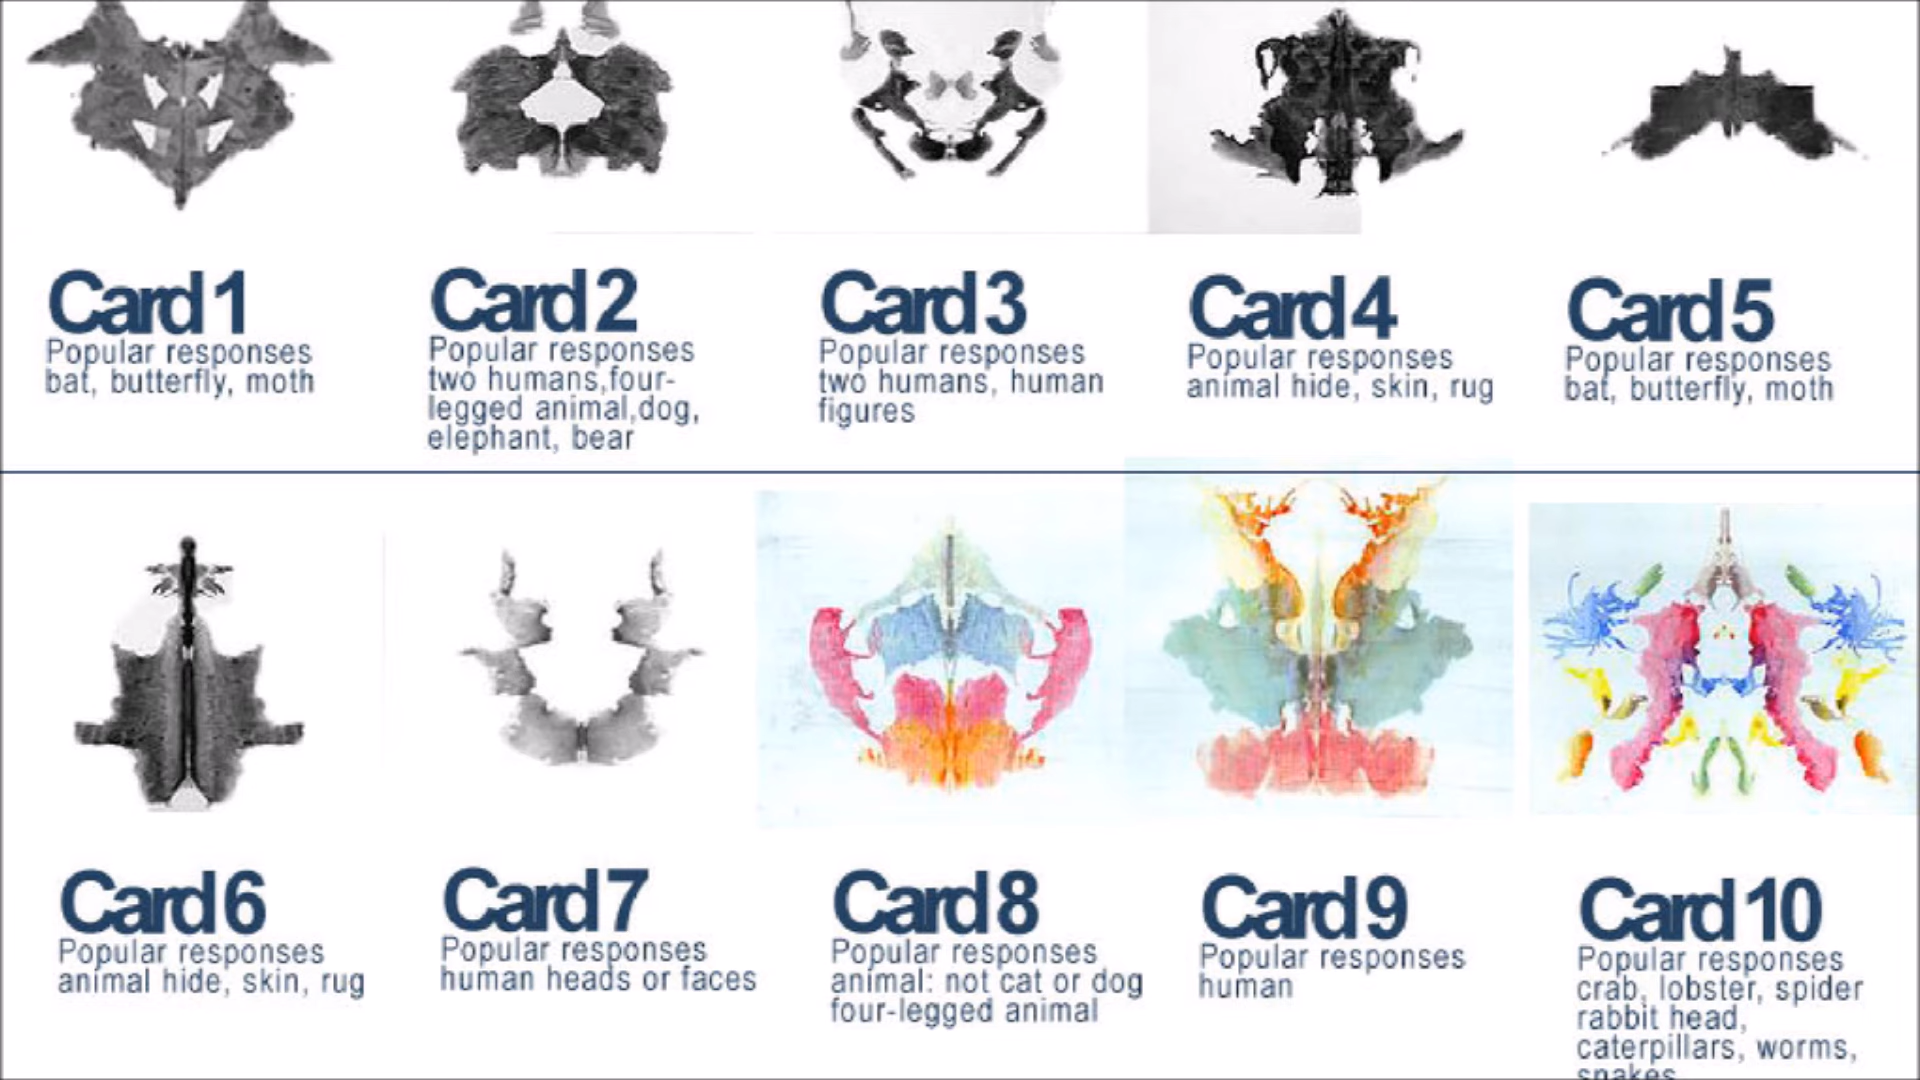 Card 1
Popular responses
bat, butterfly, moth
Card 2
Popular responses
two humans,four-
legged animal,dog,
elephant, bear
Card 3
Popular responses
two humans, human
figures
Card 4
Popular responses
animal hide, skin, rug
Card 5
Popular responses
bat, butterfly, moth
Card 6
Popular responses
animal hide, skin, rug
Card 7
Popular responses
human heads or faces
Card 8
Popular responses
animal: not cat or dog
four-legged animal
Card 9
Popular responses
human
Card 10
Popular responses
crab, lobster, spider
rabbit head,
caterpillars, worms,
snakes